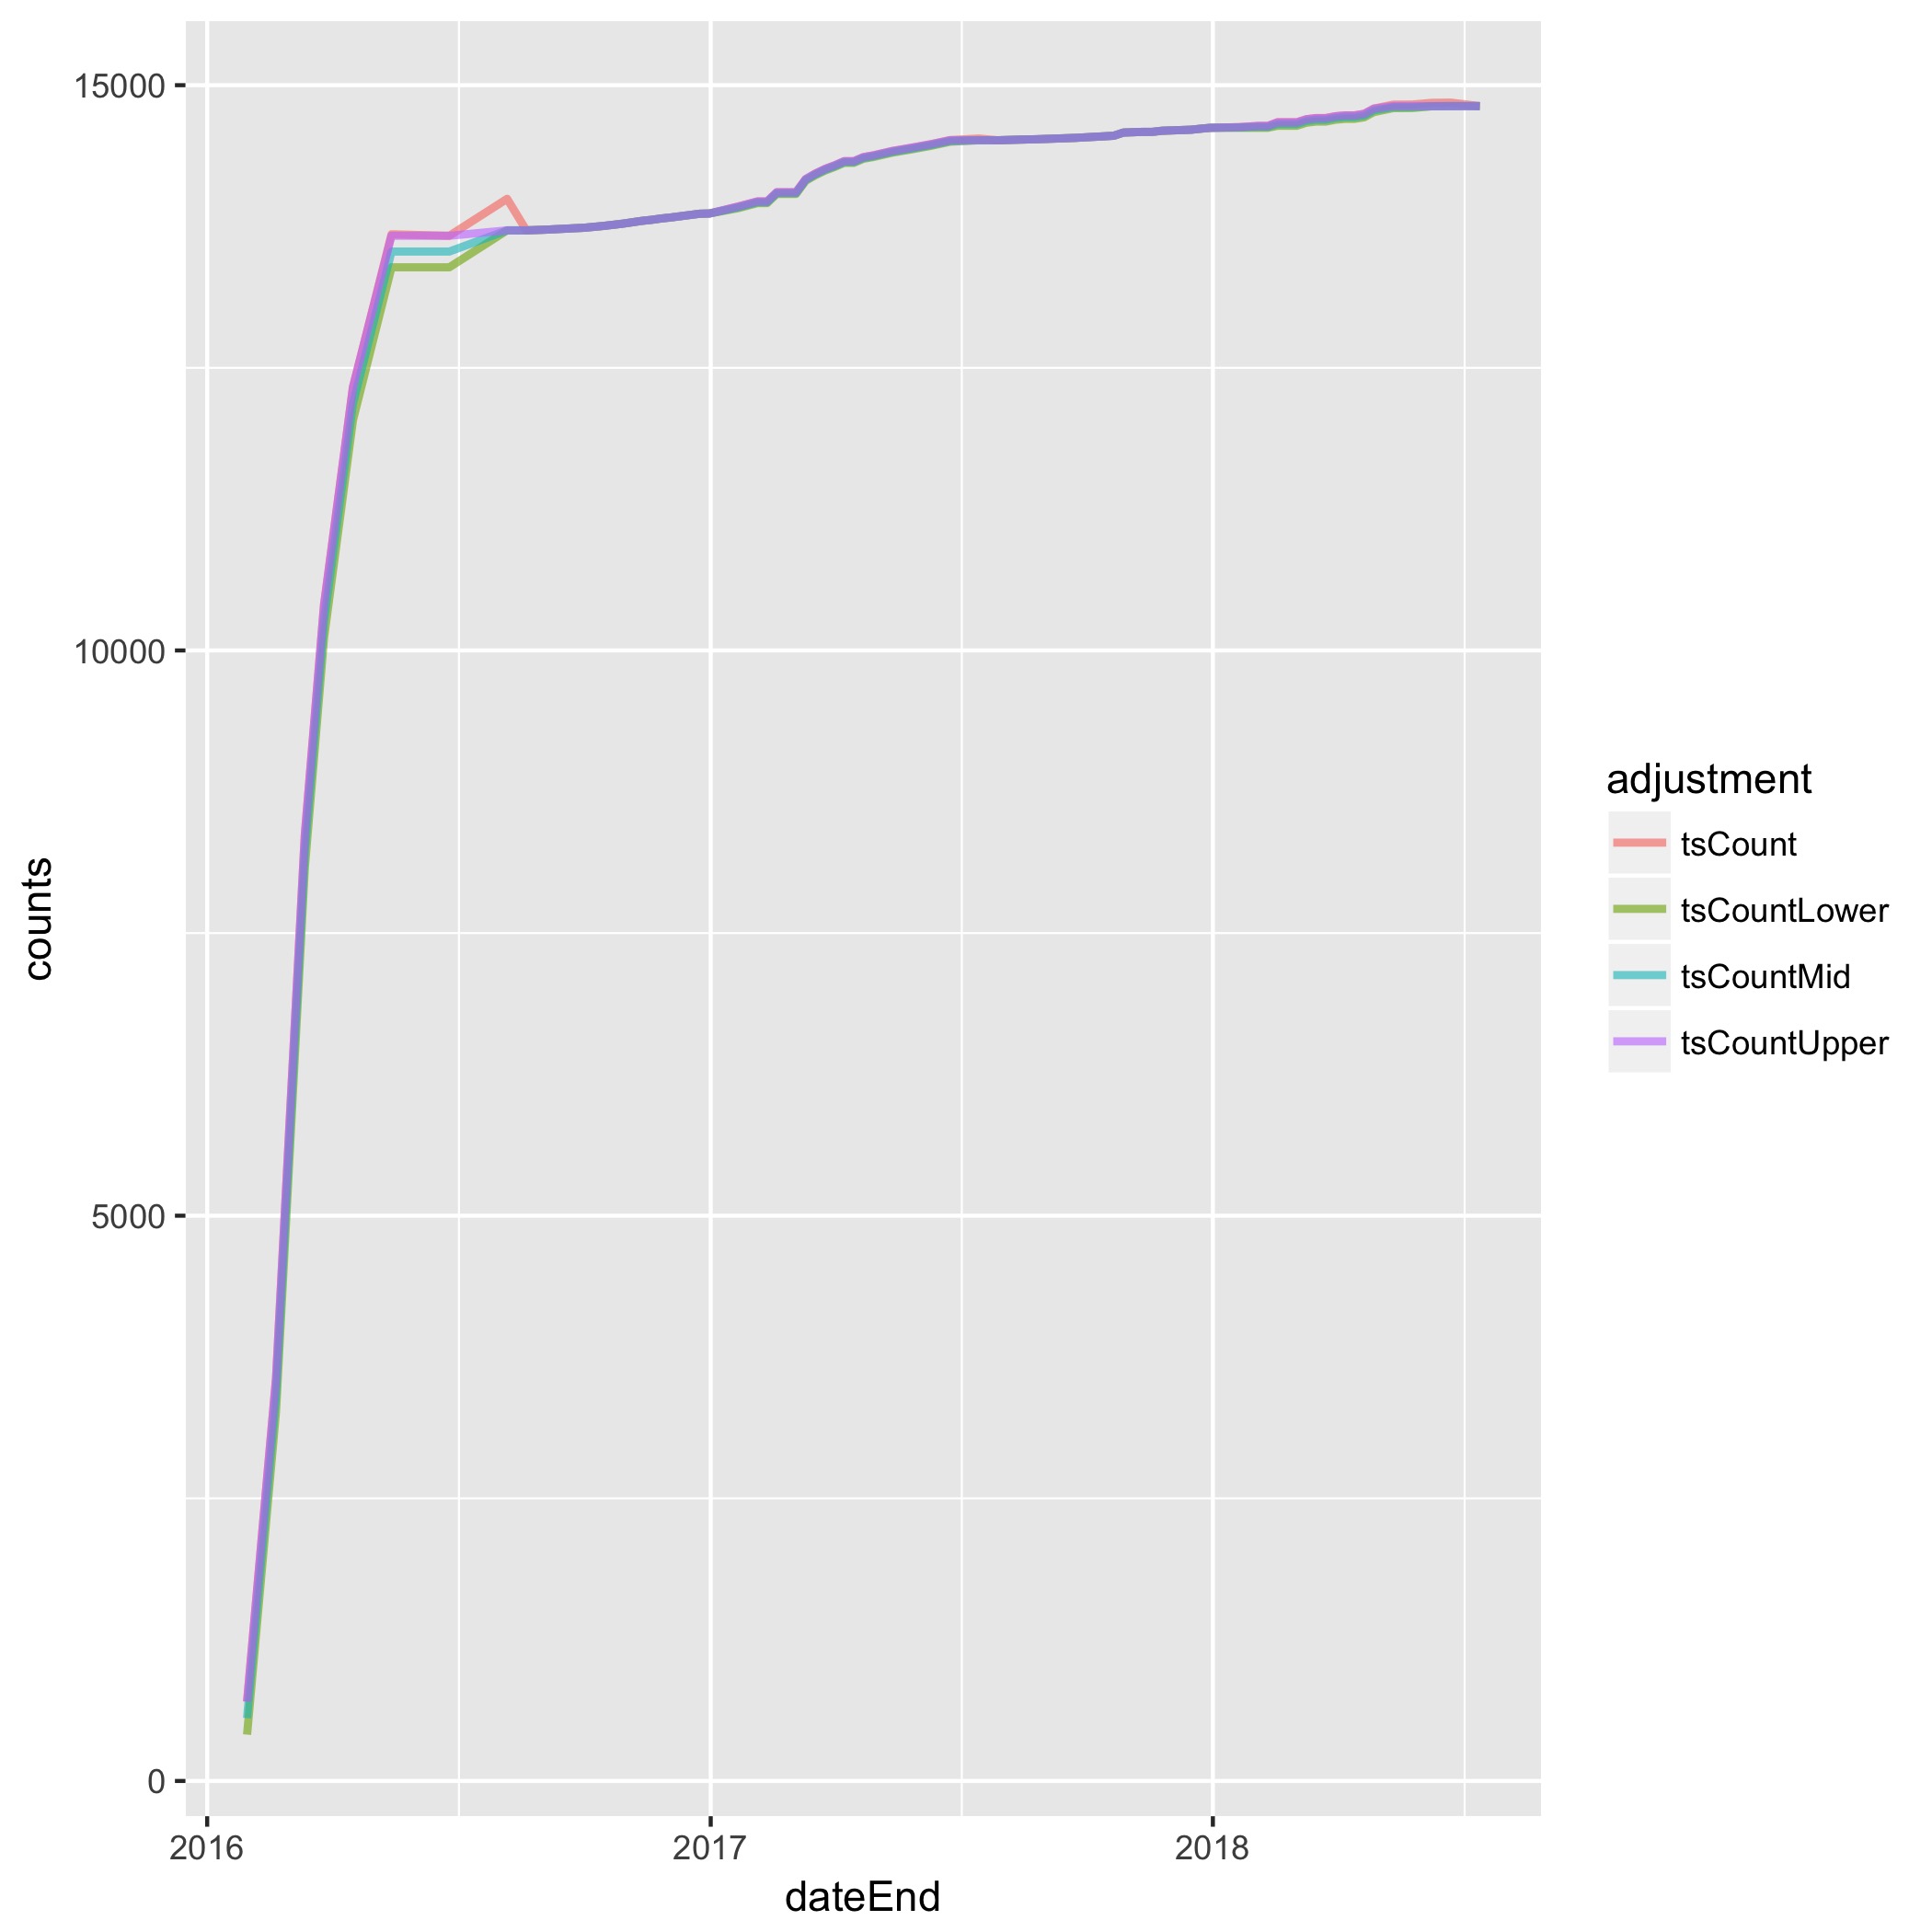 15000
10000
5000
0
counts
2016
2017
2018
dateEnd
adjustment
tsCount
tsCountLower
tsCountMid
tsCountUpper